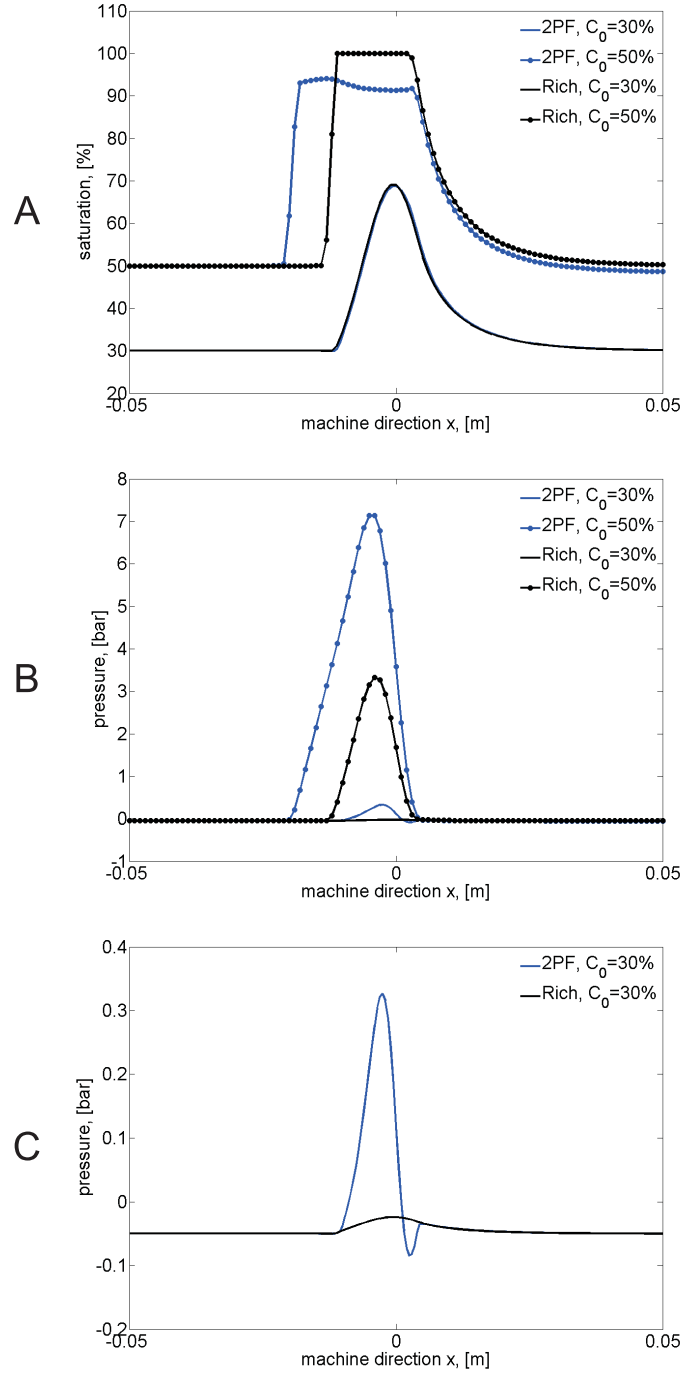 A
110
100
90
80
70
60
50
40
30
20
saturation, [%]
2PF, C0=30%
2PF, C0=50%
Rich, C0=30%
Rich, C0=50%
-0.05
0
0.05
machine direction x, [m]
B
8
7
6
5
4
3
2
1
0
-1
pressure, [bar]
2PF, C0=30%
2PF, C0=50%
Rich, C0=30%
Rich, C0=50%
-0.05
0
0.05
machine direction x, [m]
C
0.4
0.3
0.2
0.1
0
-0.1
-0.2
pressure, [bar]
2PF, C0=30%
Rich, C0=30%
-0.05
0
0.05
machine direction x, [m]